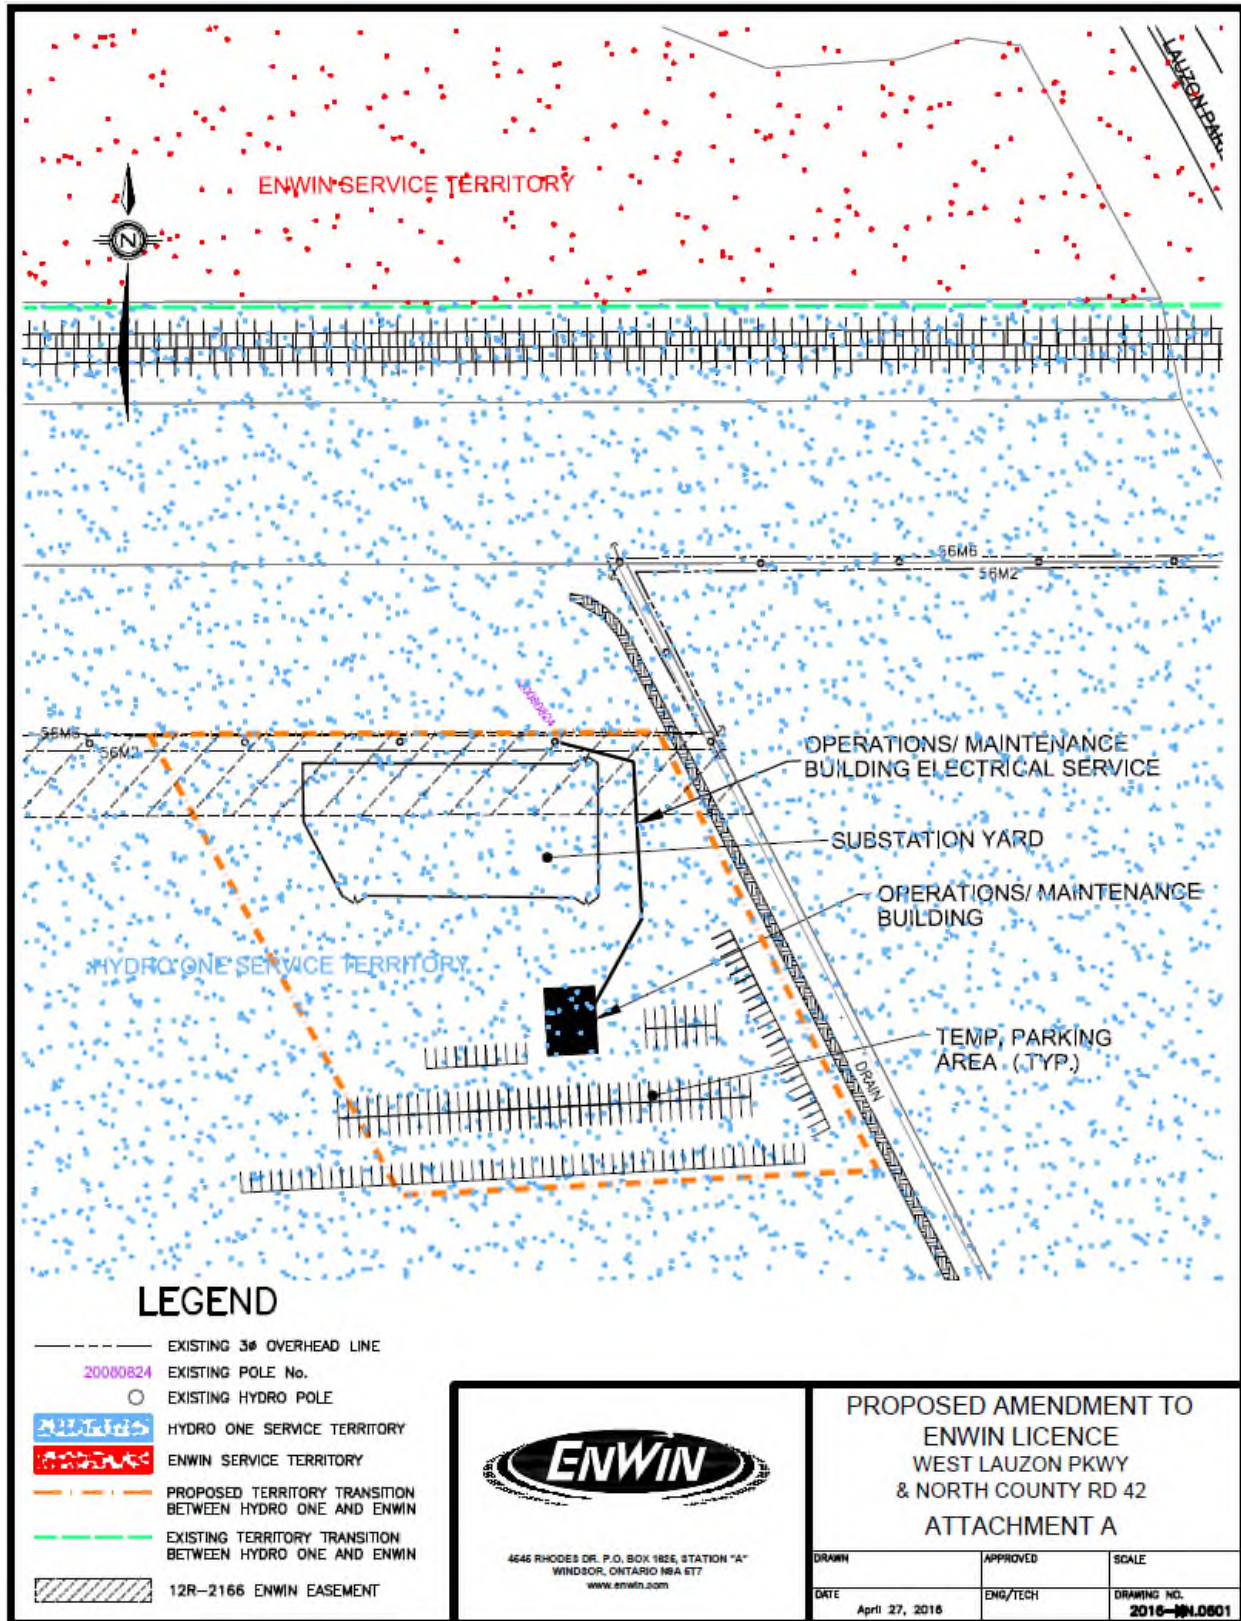 LAUZON PAR
ENWIN SERVICE TERRITORY
N
56M6
56M2
20080824
56M6
56M2
OPERATIONS/ MAINTENANCE
BUILDING ELECTRICAL SERVICE
SUBSTATION YARD
OPERATIONS/ MAINTENANCE
BUILDING
HYDRO ONE SERVICE TERRITORY
TEMP. PARKING
AREA (TYP.)
DRAIN
LEGEND
EXISTING 3ø OVERHEAD LINE
20080824 EXISTING POLE No.
EXISTING HYDRO POLE
HYDRO ONE SERVICE TERRITORY
ENWIN SERVICE TERRITORY
PROPOSED TERRITORY TRANSITION
BETWEEN HYDRO ONE AND ENWIN
EXISTING TERRITORY TRANSITION
BETWEEN HYDRO ONE AND ENWIN
12R-2166 ENWIN EASEMENT
ENWIN
4545 RHODES DR. P.O. BOX 1625, STATION "A"
WINDSOR, ONTARIO N8A 5T7
www.enwin.com
PROPOSED AMENDMENT TO
ENWIN LICENCE
WEST LAUZON PKWY
& NORTH COUNTY RD 42
ATTACHMENT A
DRAWN APPROVED SCALE
DATE ENG/TECH DRAWING NO.
April 27, 2016